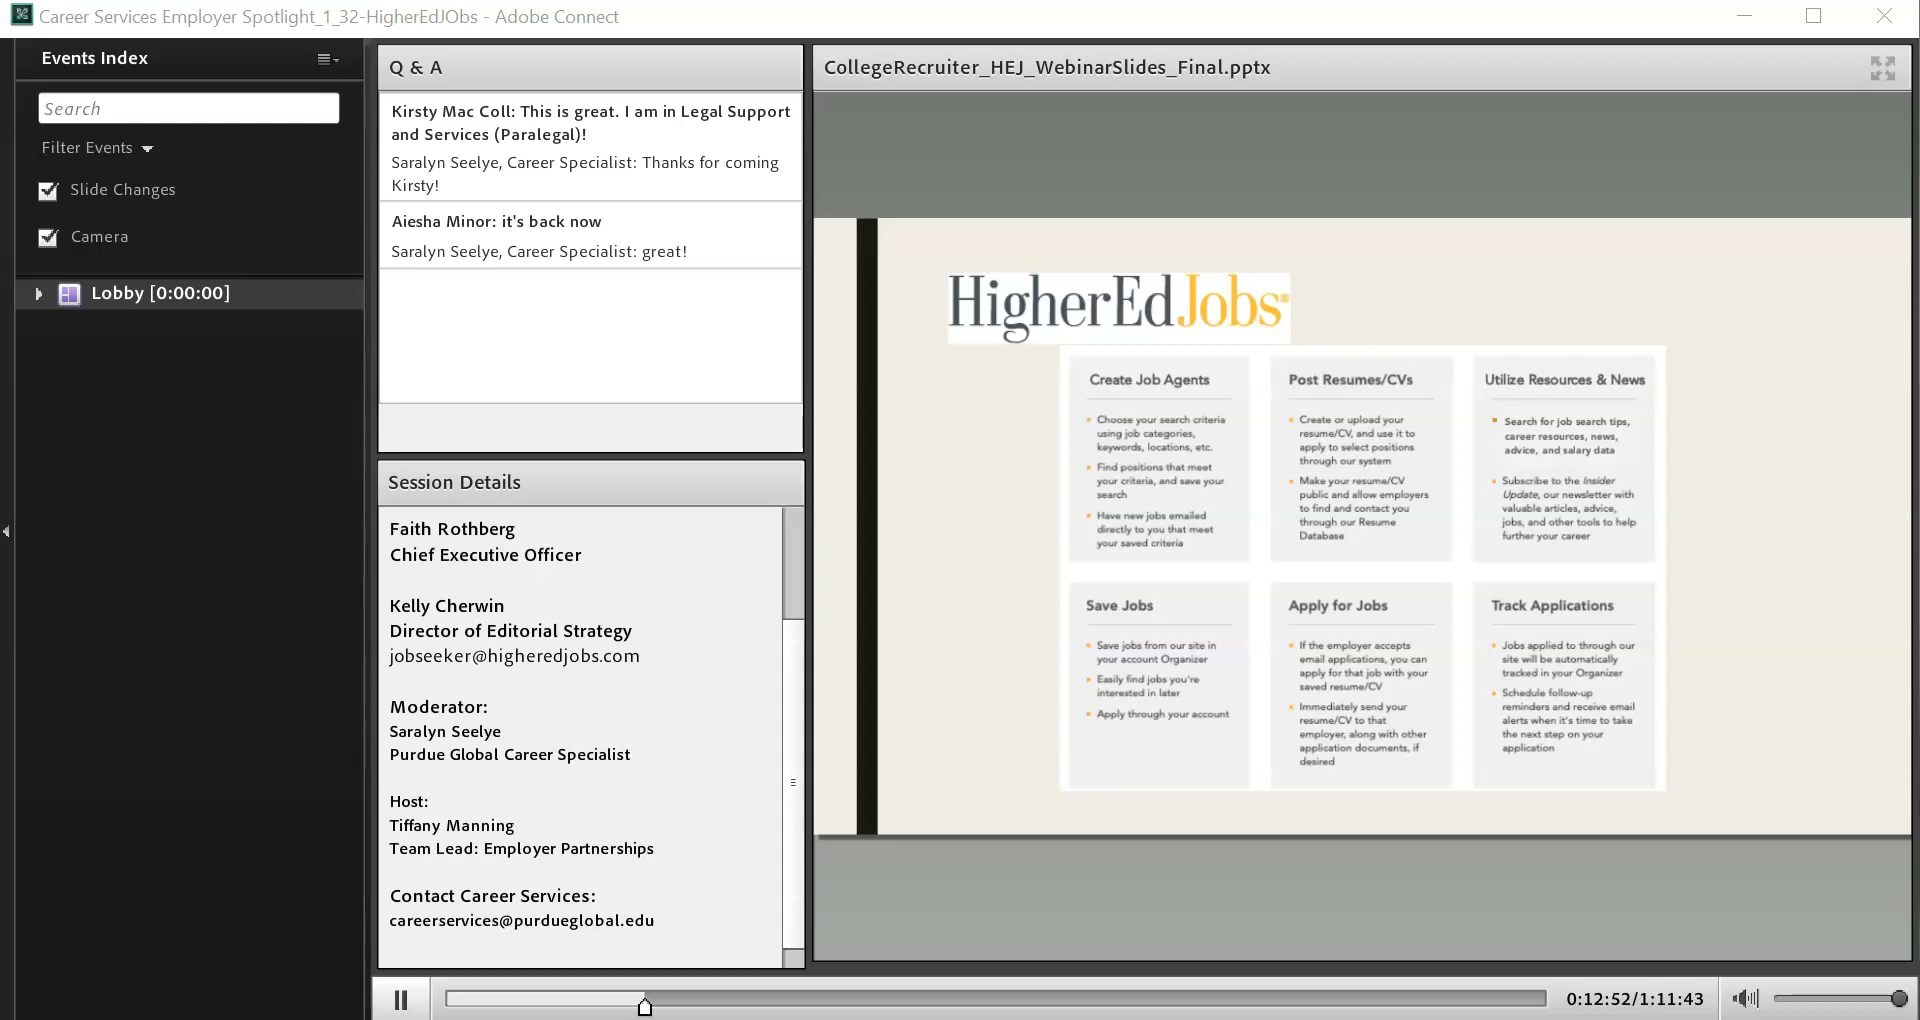 Career Services Employer Spotlight_1_32-HigherEdJObs - Adobe Connect
Events Index
Search
Filter Events
Slide Changes
Camera
Lobby [0:00:00]
Q & A
Kirsty Mac Coll: This is great. I am in Legal Support
and Services (Paralegal)!
Saralyn Seelye, Career Specialist: Thanks for coming
Kirsty!
Aiesha Minor: it's back now
Saralyn Seelye, Career Specialist: great!
Session Details
Faith Rothberg
Chief Executive Officer
Kelly Cherwin
Director of Editorial Strategy
jobseeker@higheredjobs.com
Moderator:
Saralyn Seelye
Purdue Global Career Specialist
Host:
Tiffany Manning
Team Lead: Employer Partnerships
Contact Career Services:
careerservices@purdueglobal.edu
CollegeRecruiter_HEJ_WebinarSlides_Final.pptx
HigherEdJobs®
Create Job Agents
Choose your search criteria
using job categories,
keywords, locations, etc.
Find positions that meet
your criteria, and save your
search
Have new jobs emailed
directly to you that meet
your saved criteria
Post Resumes/CVs
Create or upload your
resume/CV, and use it to
apply to select positions
through our system
Make your resume/CV
public and allow employers
to find and contact you
through our Resume
Database
Utilize Resources & News
Search for job search tips,
career resources, news,
advice, and salary data
Subscribe to the Insider
Update, our newsletter with
valuable articles, advice,
jobs, and other tools to help
further your career
Save Jobs
Save jobs from our site in
your account Organizer
Easily find jobs you're
interested in later
Apply through your account
Apply for Jobs
If the employer accepts
email applications, you can
apply for that job with your
saved resume/CV
Immediately send your
resume/CV to that
employer, along with other
application documents, if
desired
Track Applications
Jobs applied to through our
site will be automatically
tracked in your Organizer
Schedule follow-up
reminders and receive email
alerts when it's time to take
the next step on your
application
0:12:52/1:11:43